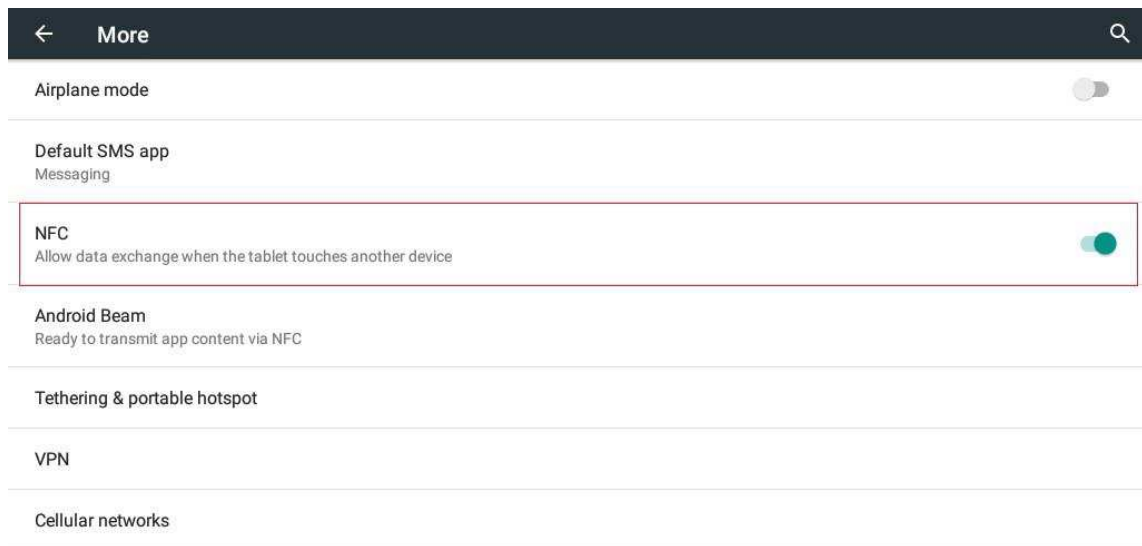 More
Airplane mode
Default SMS app
Messaging
NFC
Allow data exchange when the tablet touches another device
Android Beam
Ready to transmit app content via NFC
Tethering & portable hotspot
VPN
Cellular networks